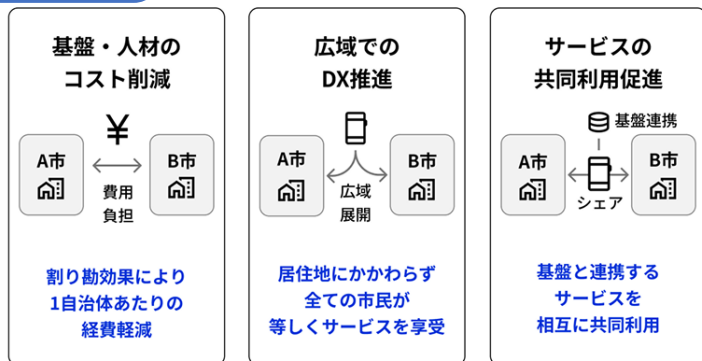 基盤・人材の
コスト削減
¥
A市
B市
費用
負担
割り勘効果により
1自治体あたりの
経費軽減
広域での
DX推進
A市
B市
広域
展開
居住地にかかわらず
全ての市民が
等しくサービスを享受
サービスの
共同利用促進
基盤連携
A市
B市
シェア
基盤と連携する
サービスを
相互に共同利用